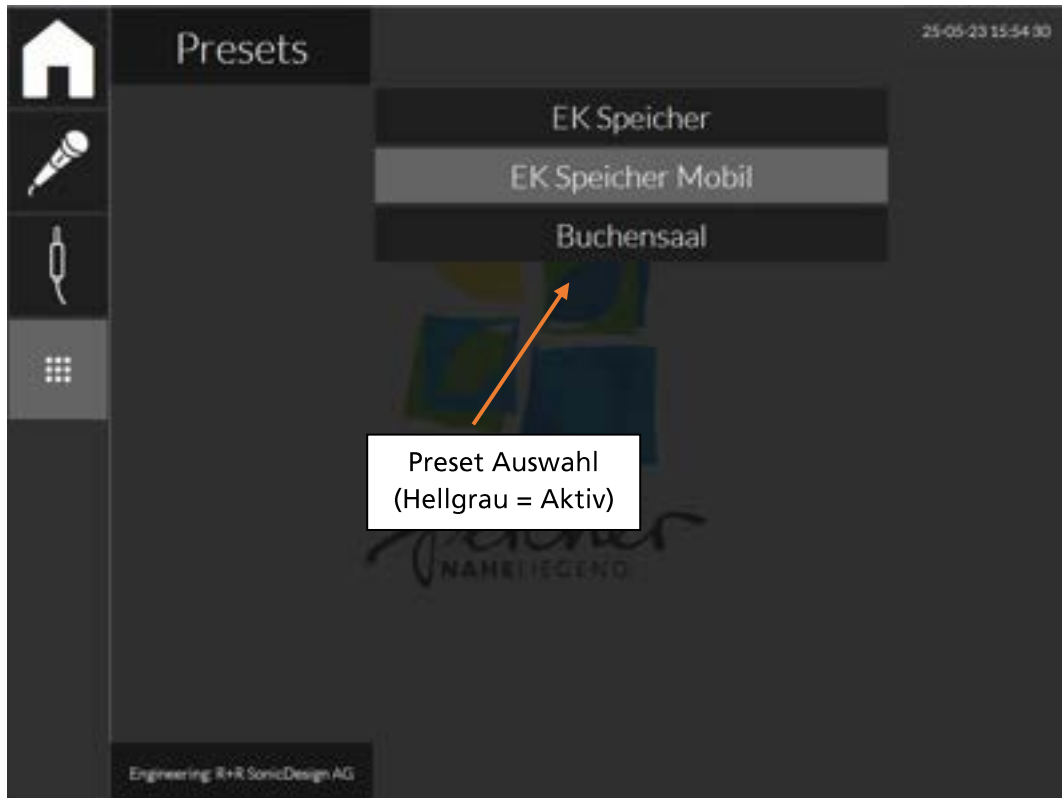 Presets
25-05-23 15:54:30
EK Speicher
EK Speicher Mobil
Buchensaal
Preset Auswahl
(Hellgrau = Aktiv)
Speicher
NAHELIEGEND
Engineering: R+R SonicDesign AG